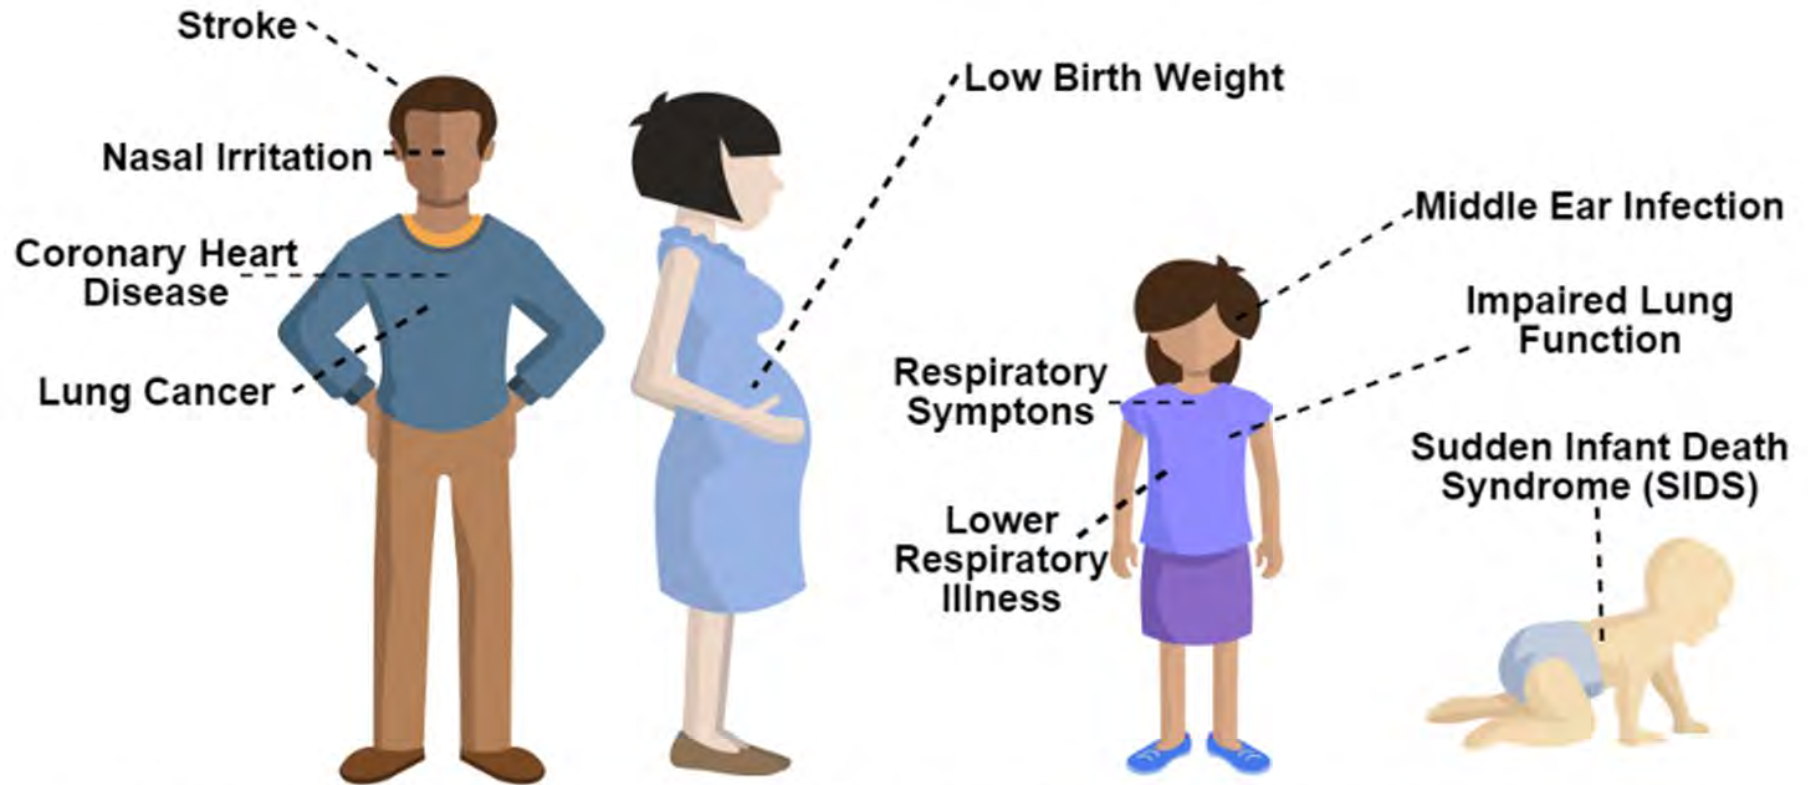 Stroke
Nasal Irritation
Coronary Heart
Disease
Lung Cancer
Low Birth Weight
Middle Ear Infection
Impaired Lung
Function
Respiratory
Symptons
Lower
Respiratory
Illness
Sudden Infant Death
Syndrome (SIDS)